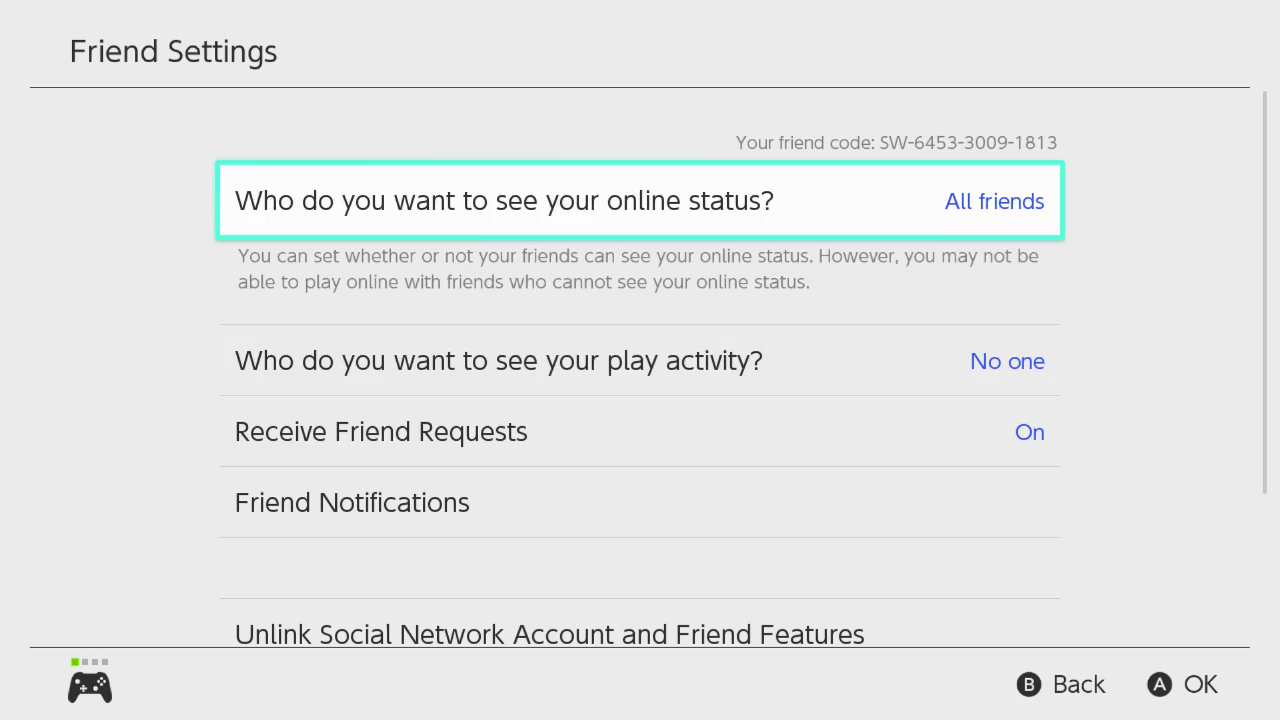 Friend Settings
Your friend code: SW-6453-3009-1813
Who do you want to see your online status? All friends
You can set whether or not your friends can see your online status. However, you may not be
able to play online with friends who cannot see your online status.
Who do you want to see your play activity? No one
Receive Friend Requests On
Friend Notifications
Unlink Social Network Account and Friend Features
B Back A OK